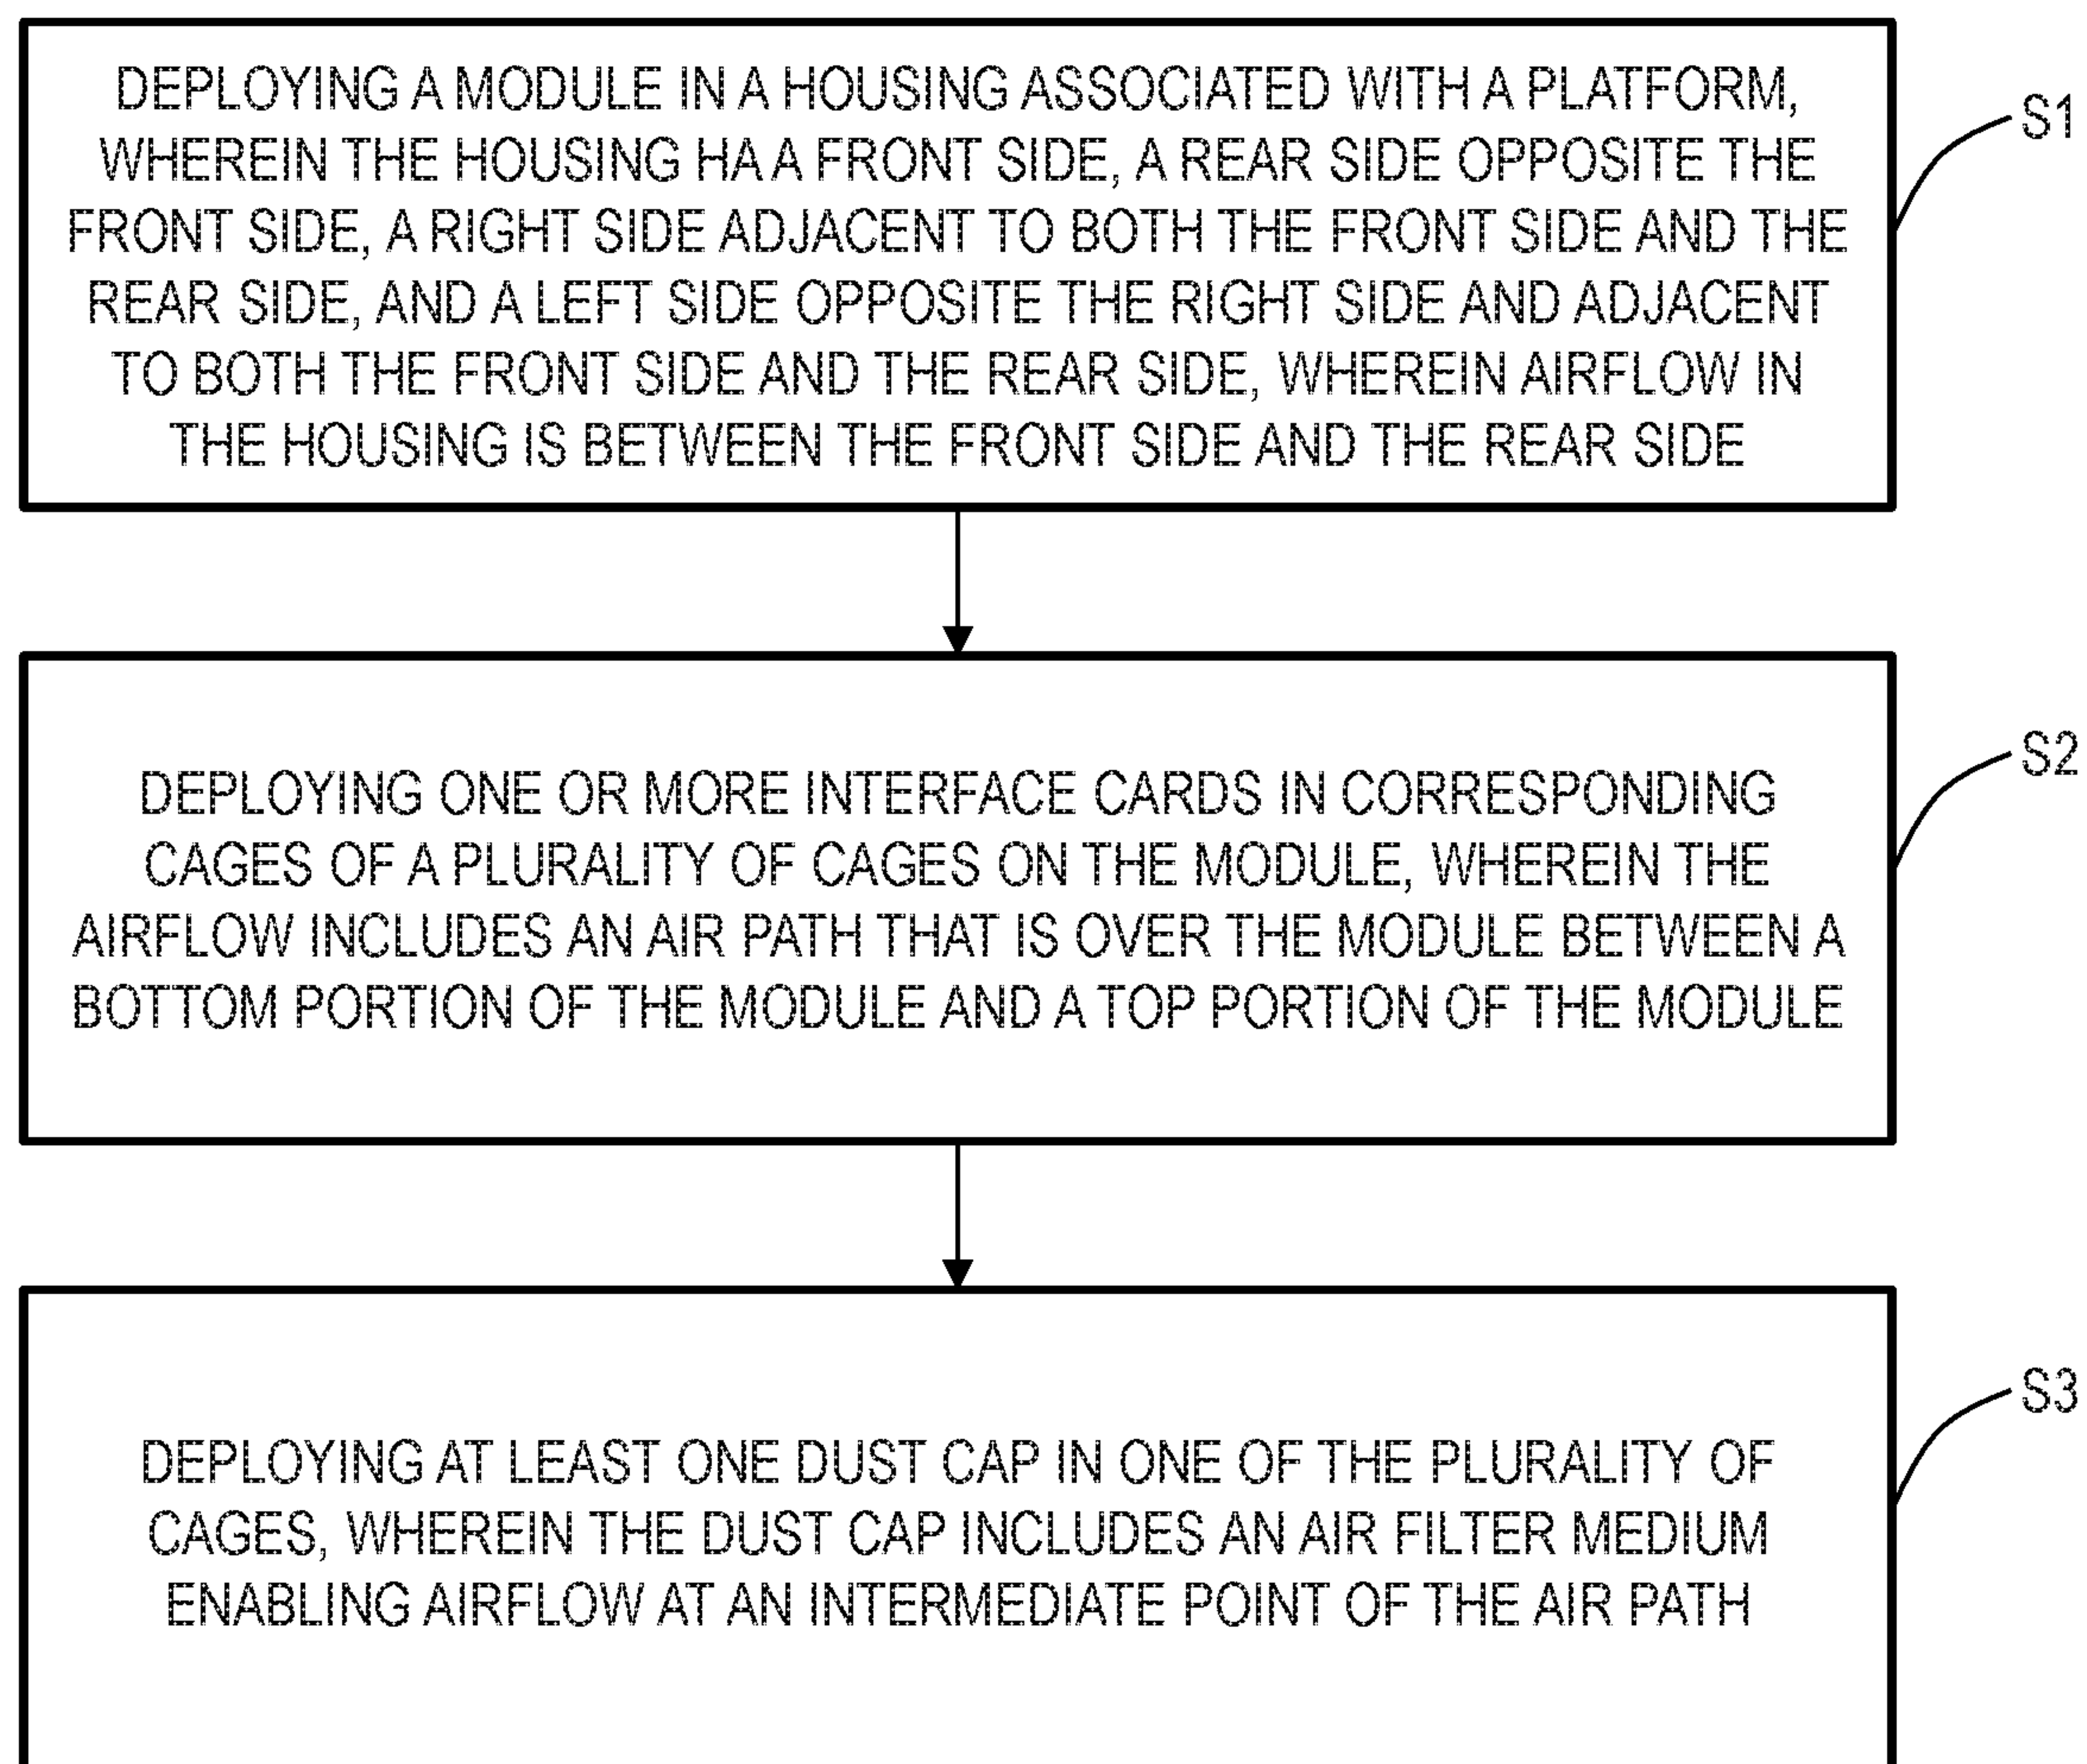 DEPLOYING A MODULE IN A HOUSING ASSOCIATED WITH A PLATFORM,
WHEREIN THE HOUSING HA A FRONT SIDE, A REAR SIDE OPPOSITE THE
FRONT SIDE, A RIGHT SIDE ADJACENT TO BOTH THE FRONT SIDE AND THE
REAR SIDE, AND A LEFT SIDE OPPOSITE THE RIGHT SIDE AND ADJACENT
TO BOTH THE FRONT SIDE AND THE REAR SIDE, WHEREIN AIRFLOW IN
THE HOUSING IS BETWEEN THE FRONT SIDE AND THE REAR SIDE
S1
DEPLOYING ONE OR MORE INTERFACE CARDS IN CORRESPONDING
CAGES OF A PLURALITY OF CAGES ON THE MODULE, WHEREIN THE
AIRFLOW INCLUDES AN AIR PATH THAT IS OVER THE MODULE BETWEEN A
BOTTOM PORTION OF THE MODULE AND A TOP PORTION OF THE MODULE
S2
DEPLOYING AT LEAST ONE DUST CAP IN ONE OF THE PLURALITY OF
CAGES, WHEREIN THE DUST CAP INCLUDES AN AIR FILTER MEDIUM
ENABLING AIRFLOW AT AN INTERMEDIATE POINT OF THE AIR PATH
S3